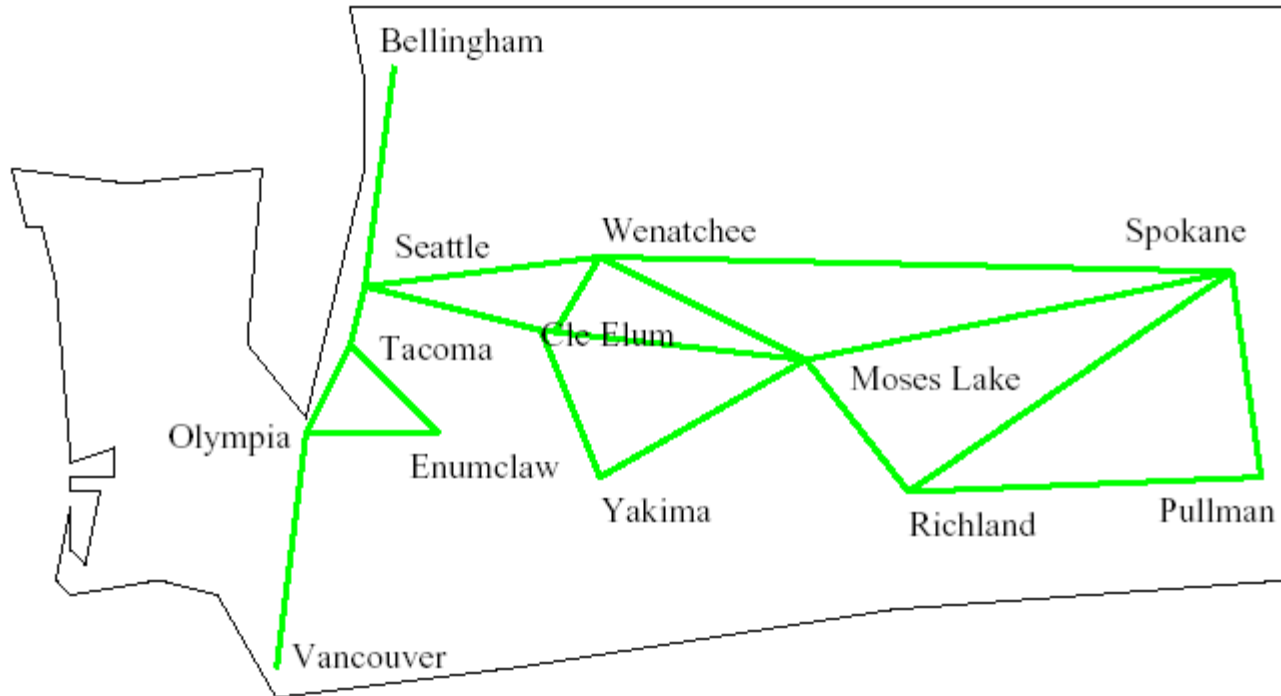 Bellingham
Wenatchee
Spokane
Seattle
Cle Elum
Tacoma
Moses Lake
Olympia
Enumclaw
Yakima
Richland
Pullman
Vancouver